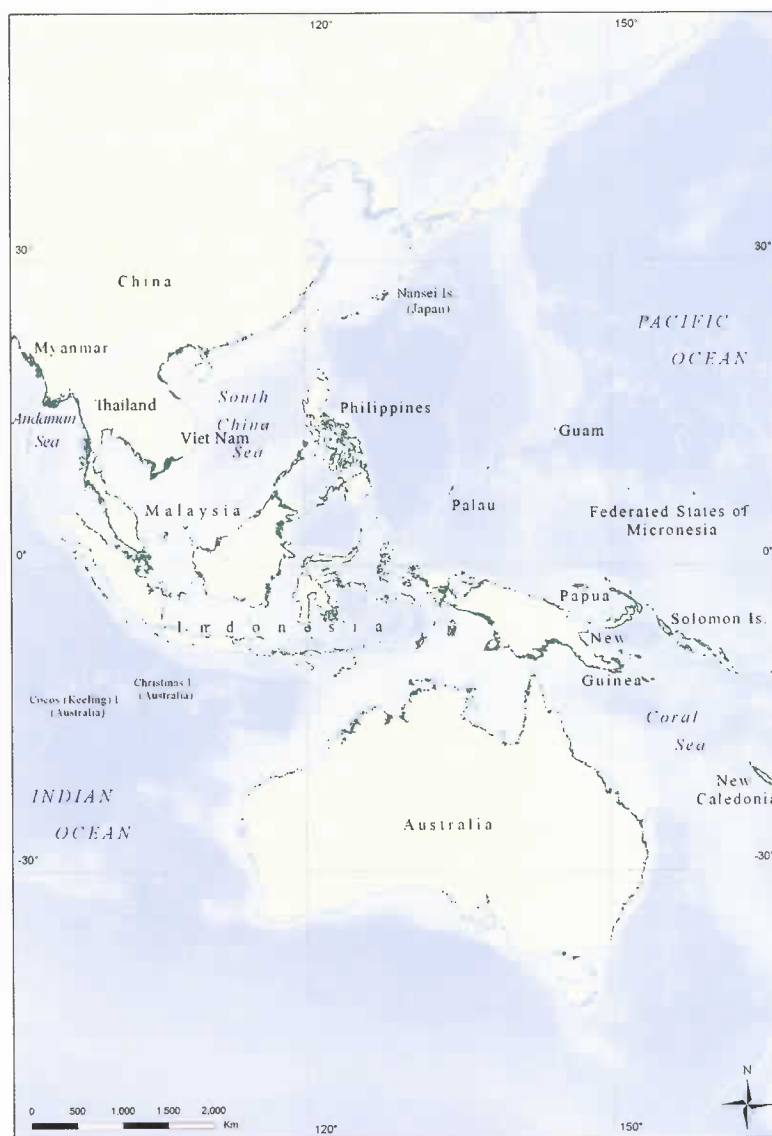 120°
150°
30°
30°
China
Nansei Is.
(Japan)
PACIFIC
OCEAN
Myanmar
Thailand
South
China
Sea
Philippines
Andaman
Sea
Viet Nam
Guam
Malaysia
Palau
Federated States of
Micronesia
0°
0°
Papua
New
Guinea
Solomon Is.
Indonesia
Christmas I.
(Australia)
Cocos (Keeling) I.
(Australia)
Coral
Sea
New
Caledonia
INDIAN
OCEAN
Australia
-30°
-30°
N
0 500 1.000 1.500 2,000
Km
120°
150°